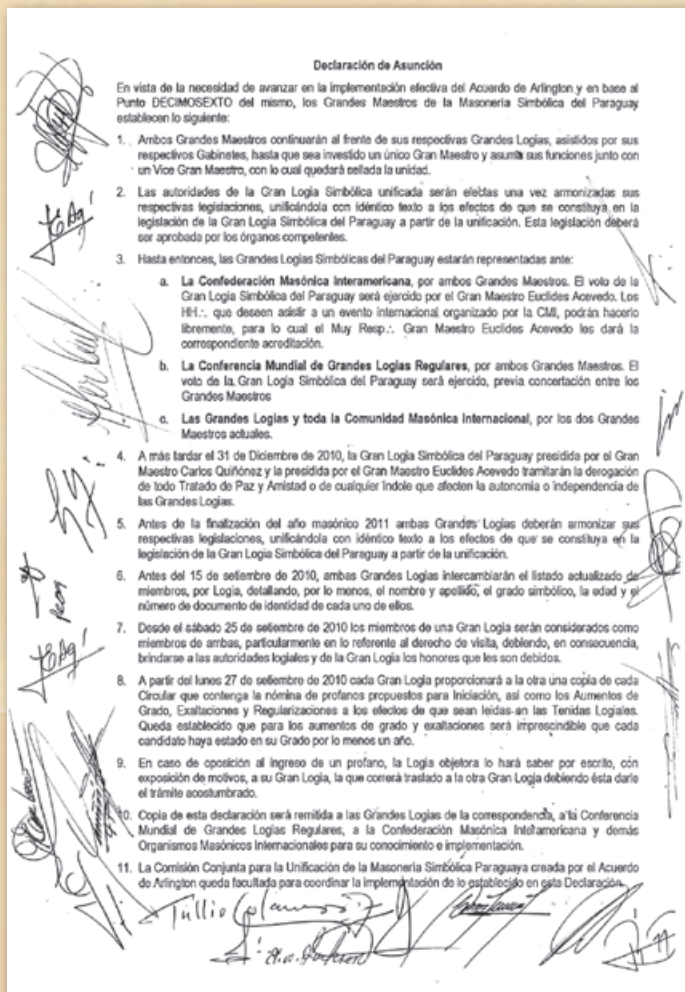 Declaración de Asunción
En vista de la necesidad de avanzar en la implementación efectiva del Acuerdo de Arlington y en base al
Punto DECIMOSEXTO del mismo, los Grandes Maestros de la Masonería Simbólica del Paraguay
establecen lo siguiente:
1. Ambos Grandes Maestros continuarán al frente de sus respectivas Grandes Logias, asistidos por sus
respectivos Gabinetes, hasta que sea investido un único Gran Maestro y asuma sus funciones junto con
un Vice Gran Maestro, con lo cual quedará sellada la unidad.
2. Las autoridades de la Gran Logia Simbólica unificada serán electas una vez armonizadas sus
respectivas legislaciones, unificándola con idéntico texto a los efectos de que se constituya en la
legislación de la Gran Logia Simbólica del Paraguay a partir de la unificación. Esta legislación deberá
ser aprobada por los órganos competentes.
3. Hasta entonces, las Grandes Logias Simbólicas del Paraguay estarán representadas ante:
a. La Confederación Masónica Interamericana, por ambos Grandes Maestros. El voto de la
Gran Logia Simbólica del Paraguay será ejercido por el Gran Maestro Euclides Acevedo. Los
HH∴, que deseen asistir a un evento internacional organizado por la CMI, podrán hacerlo
libremente, para lo cual el Muy Resp∴ Gran Maestro Euclides Acevedo les dará la
correspondiente acreditación.
b. La Conferencia Mundial de Grandes Logias Regulares, por ambos Grandes Maestros. El
voto de la Gran Logia Simbólica del Paraguay será ejercido, previa concertación entre los
Grandes Maestros
c. Las Grandes Logias y toda la Comunidad Masónica Internacional, por los dos Grandes
Maestros actuales.
4. A más tardar el 31 de Diciembre de 2010, la Gran Logia Simbólica del Paraguay presidida por el Gran
Maestro Carlos Quiñónez y la presidida por el Gran Maestro Euclides Acevedo tramitarán la derogación
de todo Tratado de Paz y Amistad o de cualquier índole que afecten la autonomía o independencia de
las Grandes Logias.
5. Antes de la finalización del año masónico 2011 ambas Grandes Logias deberán armonizar sus
respectivas legislaciones, unificándola con idéntico texto a los efectos de que se constituya en la
legislación de la Gran Logia Simbólica del Paraguay a partir de la unificación.
6. Antes del 15 de setiembre de 2010, ambas Grandes Logias intercambiarán el listado actualizado de
miembros, por Logia, detallando, por lo menos, el nombre y apellido, el grado simbólico, la edad y el
número de documento de identidad de cada uno de ellos.
7. Desde el sábado 25 de setiembre de 2010 los miembros de una Gran Logia serán considerados como
miembros de ambas, particularmente en lo referente al derecho de visita, debiendo, en consecuencia,
brindarse a las autoridades logiales y de la Gran Logia los honores que les son debidos.
8. A partir del lunes 27 de setiembre de 2010 cada Gran Logia proporcionará a la otra una copia de cada
Circular que contenga la nómina de profanos propuestos para Iniciación, así como los Aumentos de
Grado, Exaltaciones y Regularizaciones a los efectos de que sean leídas en las Tenidas Logiales.
Queda establecido que para los aumentos de grado y exaltaciones será imprescindible que cada
candidato haya estado en su Grado por lo menos un año.
9. En caso de oposición al ingreso de un profano, la Logia objetora lo hará saber por escrito, con
exposición de motivos, a su Gran Logia, la que correrá traslado a la otra Gran Logia debiendo ésta darle
el trámite acostumbrado.
10. Copia de esta declaración será remitida a las Grandes Logias de la correspondencia, a la Conferencia
Mundial de Grandes Logias Regulares, a la Confederación Masónica Interamericana y demás
Organismos Masónicos Internacionales para su conocimiento e implementación.
11. La Comisión Conjunta para la Unificación de la Masonería Simbólica Paraguaya creada por el Acuerdo
de Arlington queda facultada para coordinar la implementación de lo establecido en esta Declaración.
Tullio